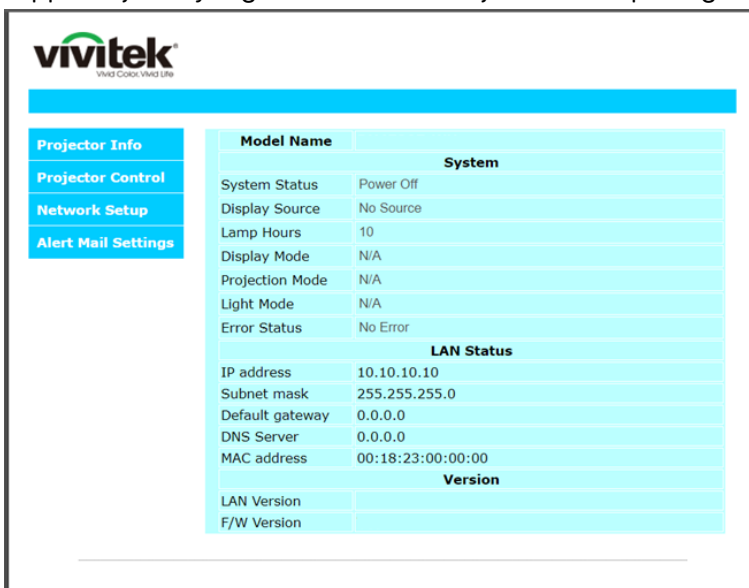 vivitek
Vivid Color. Vivid Life
Projector Info
Projector Control
Network Setup
Alert Mail Settings
Model Name
System
System Status Power Off
Display Source No Source
Lamp Hours 10
Display Mode N/A
Projection Mode N/A
Light Mode N/A
Error Status No Error
LAN Status
IP address 10.10.10.10
Subnet mask 255.255.255.0
Default gateway 0.0.0.0
DNS Server 0.0.0.0
MAC address 00:18:23:00:00:00
Version
LAN Version
F/W Version